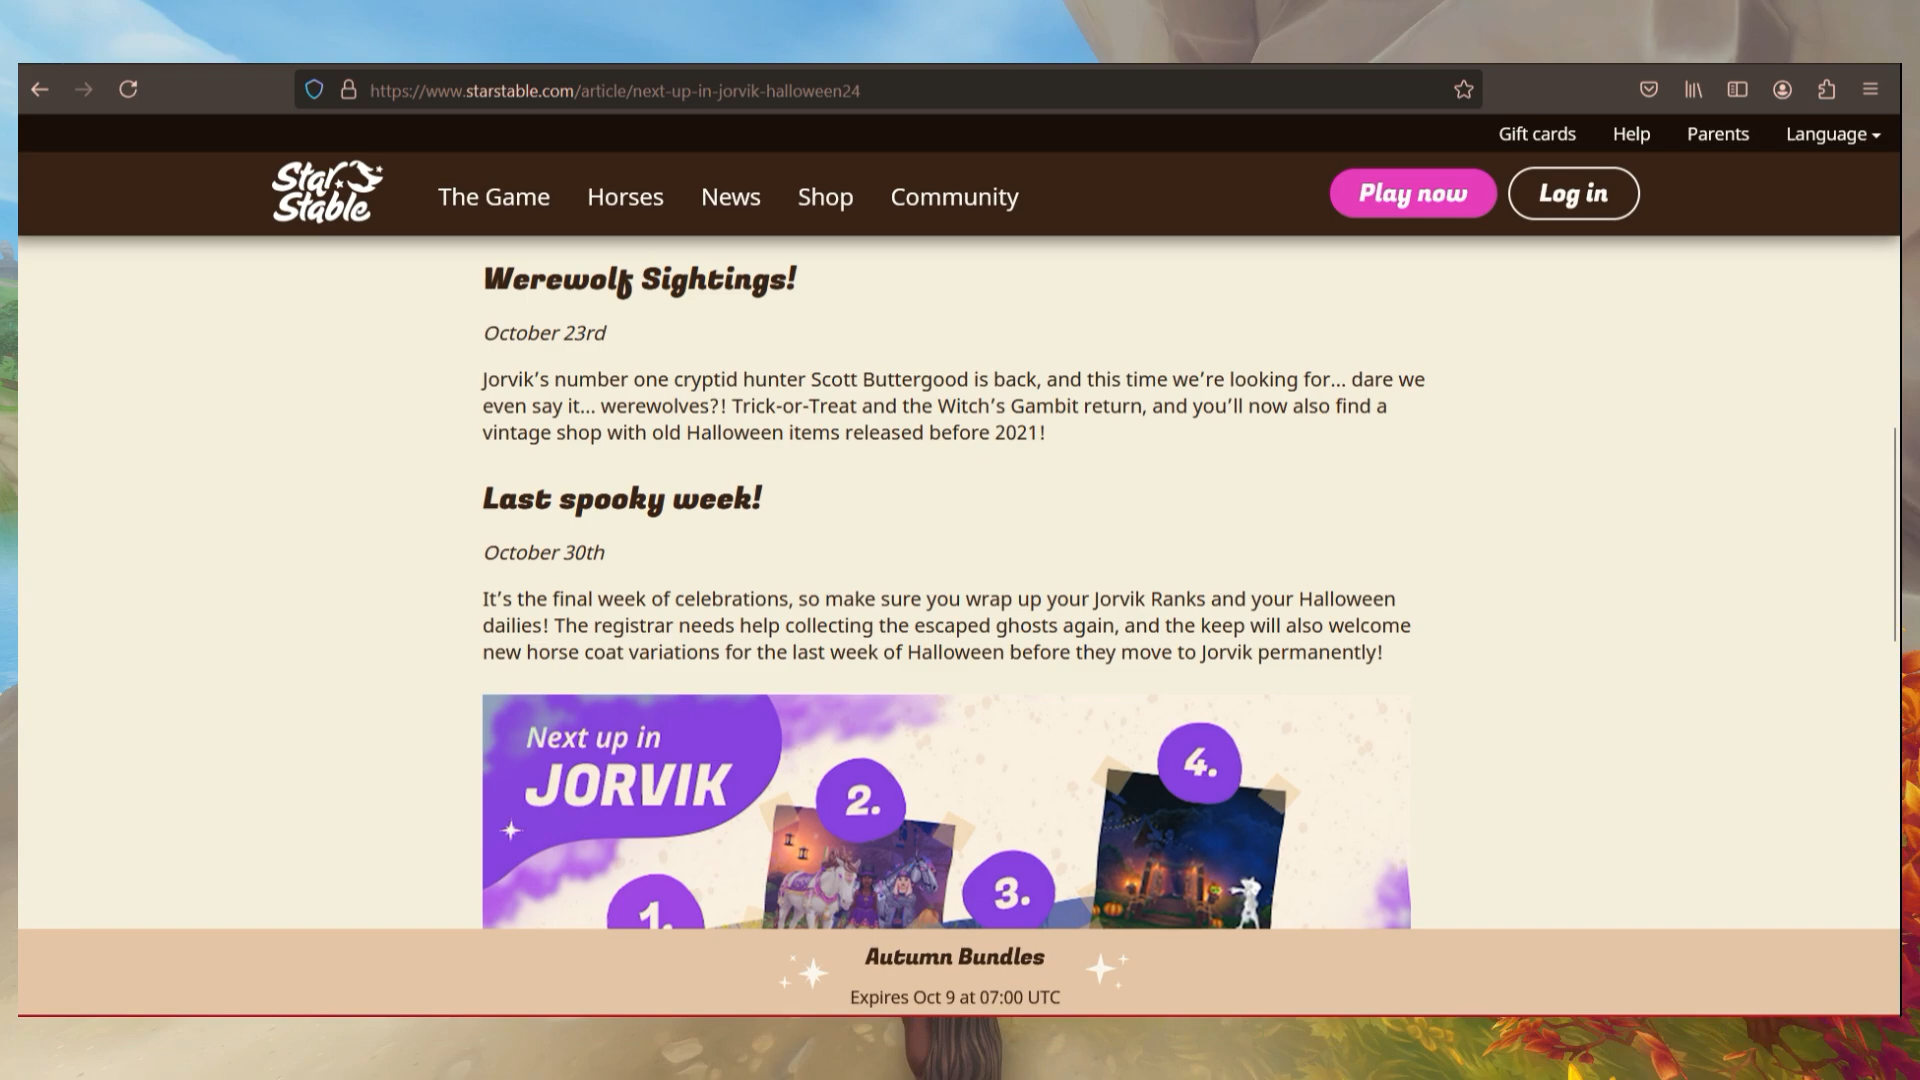 https://www.starstable.com/article/next-up-in-jorvik-halloween24
Gift cards Help Parents Language
Star Stable
The Game Horses News Shop Community Play now Log in
Werewolf Sightings!
October 23rd
Jorvik’s number one cryptid hunter Scott Buttergood is back, and this time we’re looking for... dare we
even say it... werewolves?! Trick-or-Treat and the Witch’s Gambit return, and you’ll now also find a
vintage shop with old Halloween items released before 2021!
Last spooky week!
October 30th
It’s the final week of celebrations, so make sure you wrap up your Jorvik Ranks and your Halloween
dailies! The registrar needs help collecting the escaped ghosts again, and the keep will also welcome
new horse coat variations for the last week of Halloween before they move to Jorvik permanently!
Next up in
JORVIK
1.
2.
3.
4.
Autumn Bundles
Expires Oct 9 at 07:00 UTC